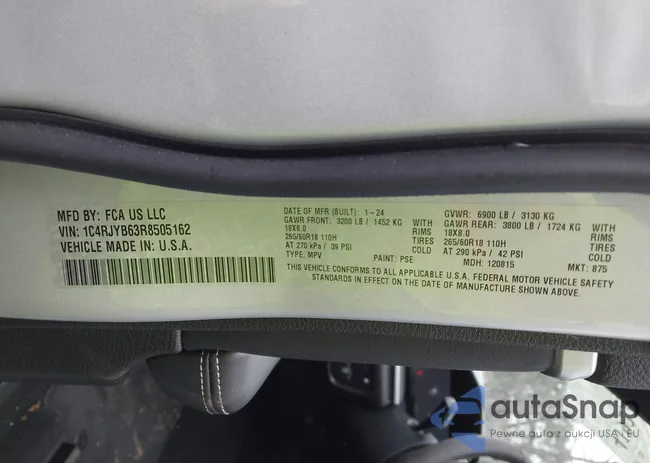 MFD BY: FCA US LLC
VIN: 1C4RJYB63R8505162
VEHICLE MADE IN U.S.A.
DATE OF MFR (BUILT): 1-24
GAWR FRONT: 3200 LB / 1452 KG
18X8.0 RIMS
265/60R18 110H TIRES
AT 270 kPa / 39 PSI COLD
TYPE: MPV PAINT: PSE
GVWR: 6900 LB / 3130 KG
GAWR REAR: 3800 LB / 1724 KG
18X8.0 RIMS
265/60R18 110H TIRES
AT 290 kPa / 42 PSI COLD
MDH: 120815 MKT: 875
THIS VEHICLE CONFORMS TO ALL APPLICABLE U.S.A. FEDERAL MOTOR VEHICLE SAFETY
STANDARDS IN EFFECT ON THE DATE OF MANUFACTURE SHOWN ABOVE.
autaSnap
Pewne auta z aukcji USA i EU